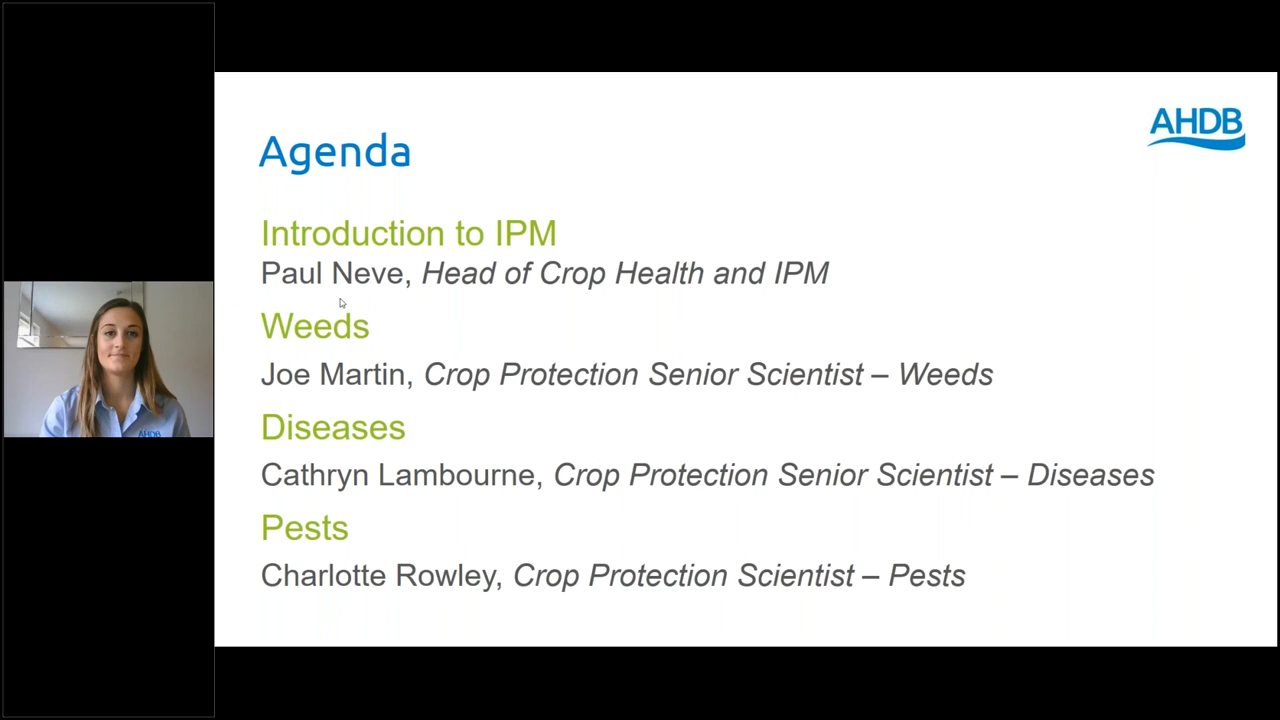 AHDB
Agenda
Introduction to IPM
Paul Neve, Head of Crop Health and IPM
Weeds
Joe Martin, Crop Protection Senior Scientist – Weeds
Diseases
Cathryn Lambourne, Crop Protection Senior Scientist – Diseases
Pests
Charlotte Rowley, Crop Protection Scientist – Pests
AHDB